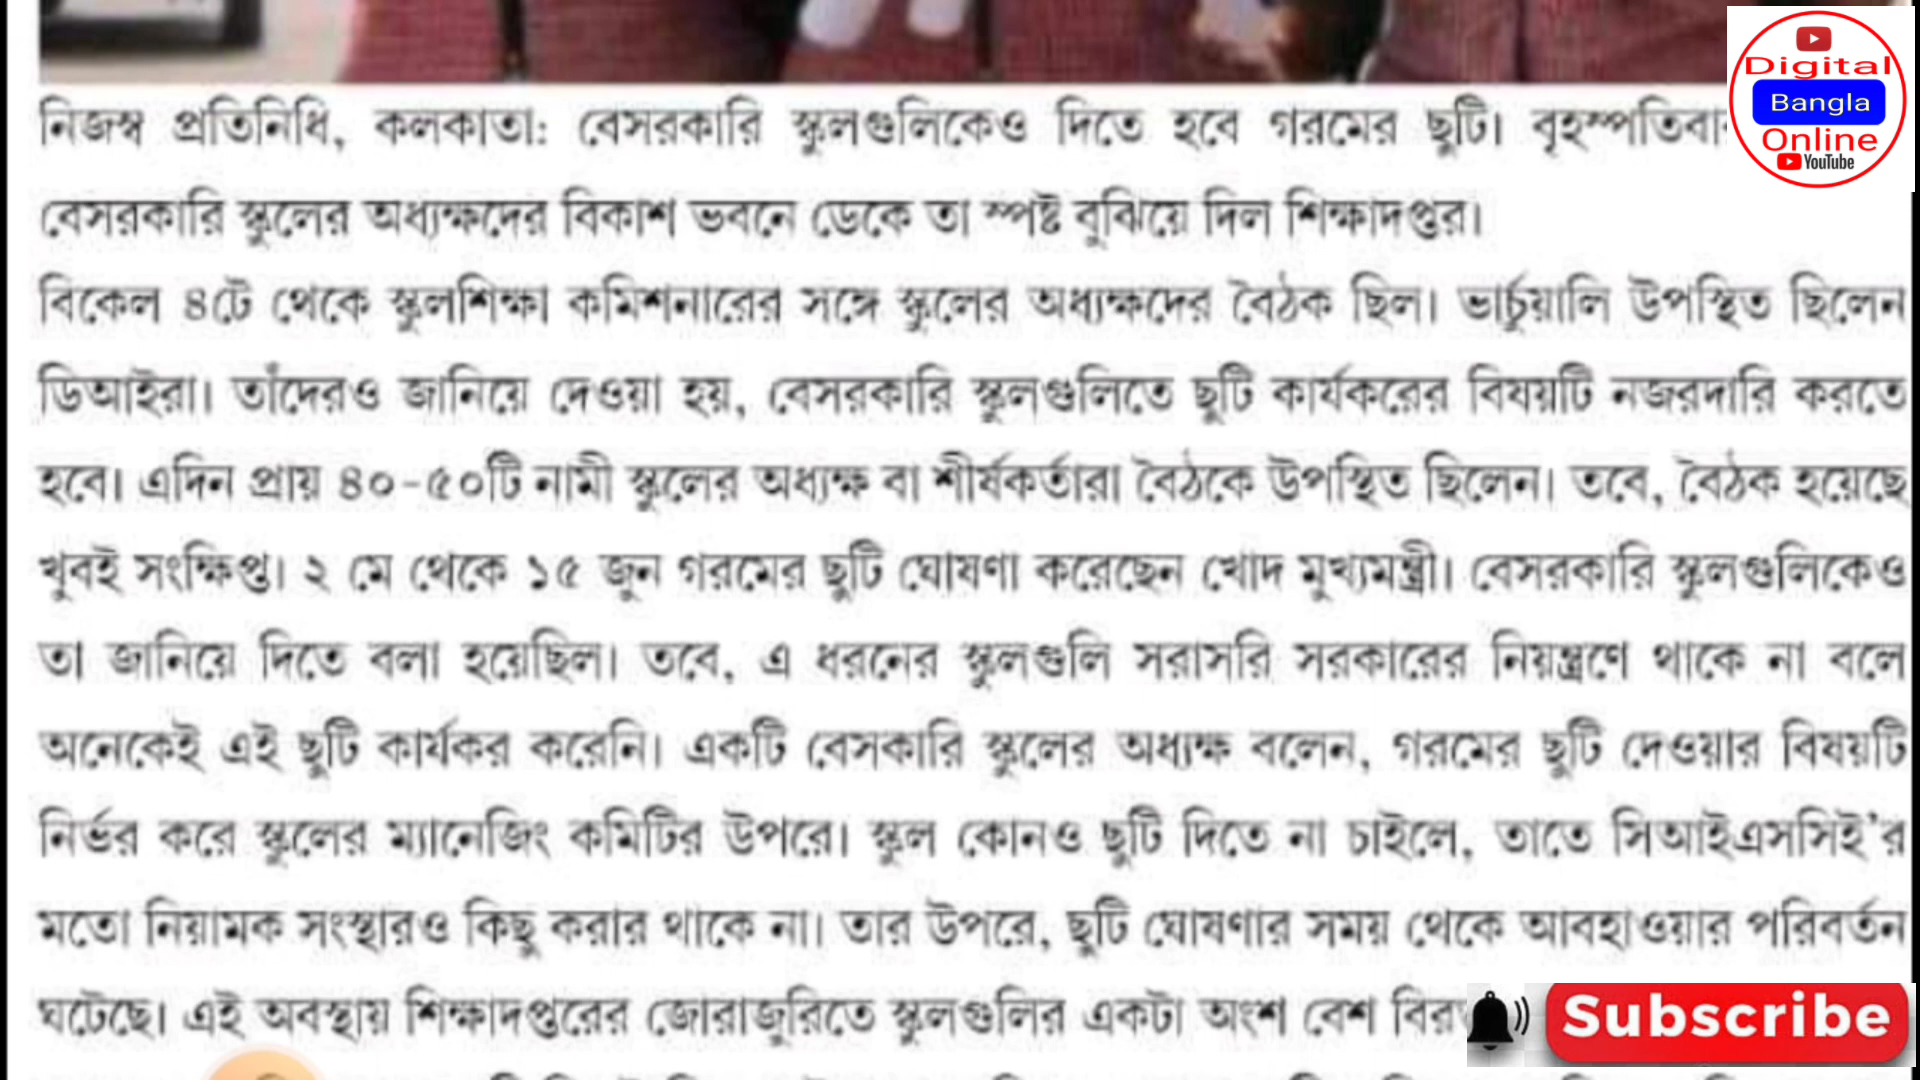 নিজস্ব প্রতিনিধি, কলকাতা: বেসরকারি স্কুলগুলিকেও দিতে হবে গরমের ছুটি। বৃহস্পতিবার
বেসরকারি স্কুলের অধ্যক্ষদের বিকাশ ভবনে ডেকে তা স্পষ্ট বুঝিয়ে দিল শিক্ষাদপ্তর।
বিকেল ৪টে থেকে স্কুলশিক্ষা কমিশনারের সঙ্গে স্কুলের অধ্যক্ষদের বৈঠক ছিল। ভার্চুয়ালি উপস্থিত ছিলেন
ডিআইরা। তাঁদেরও জানিয়ে দেওয়া হয়, বেসরকারি স্কুলগুলিতে ছুটি কার্যকরের বিষয়টি নজরদারি করতে
হবে। এদিন প্রায় ৪০-৫০টি নামী স্কুলের অধ্যক্ষ বা শীর্ষকর্তারা বৈঠকে উপস্থিত ছিলেন। তবে, বৈঠক হয়েছে
খুবই সংক্ষিপ্ত। ২ মে থেকে ১৫ জুন গরমের ছুটি ঘোষণা করেছেন খোদ মুখ্যমন্ত্রী। বেসরকারি স্কুলগুলিকেও
তা জানিয়ে দিতে বলা হয়েছিল। তবে, এ ধরনের স্কুলগুলি সরাসরি সরকারের নিয়ন্ত্রণে থাকে না বলে
অনেকেই এই ছুটি কার্যকর করেনি। একটি বেসকারি স্কুলের অধ্যক্ষ বলেন, গরমের ছুটি দেওয়ার বিষয়টি
নির্ভর করে স্কুলের ম্যানেজিং কমিটির উপরে। স্কুল কোনও ছুটি দিতে না চাইলে, তাতে সিআইএসসিই'র
মতো নিয়ামক সংস্থারও কিছু করার থাকে না। তার উপরে, ছুটি ঘোষণার সময় থেকে আবহাওয়ার পরিবর্তন
ঘটেছে। এই অবস্থায় শিক্ষাদপ্তরের জোরাজুরিতে স্কুলগুলির একটা অংশ বেশ
Digital
Bangla
Online
YouTube
Subscribe